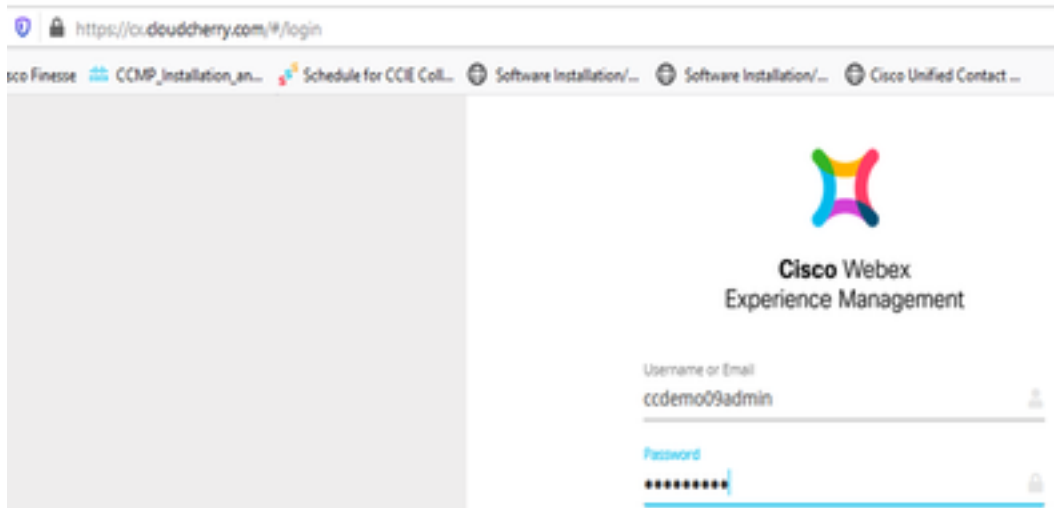 https://cx.cloudcherry.com/#/login
sco Finesse CCMP_Installation_an... Schedule for CCIE Coll... Software Installation/... Software Installation/... Cisco Unified Contact ...
Cisco Webex
Experience Management
Username or Email
ccdemo09admin
Password
•••••••••